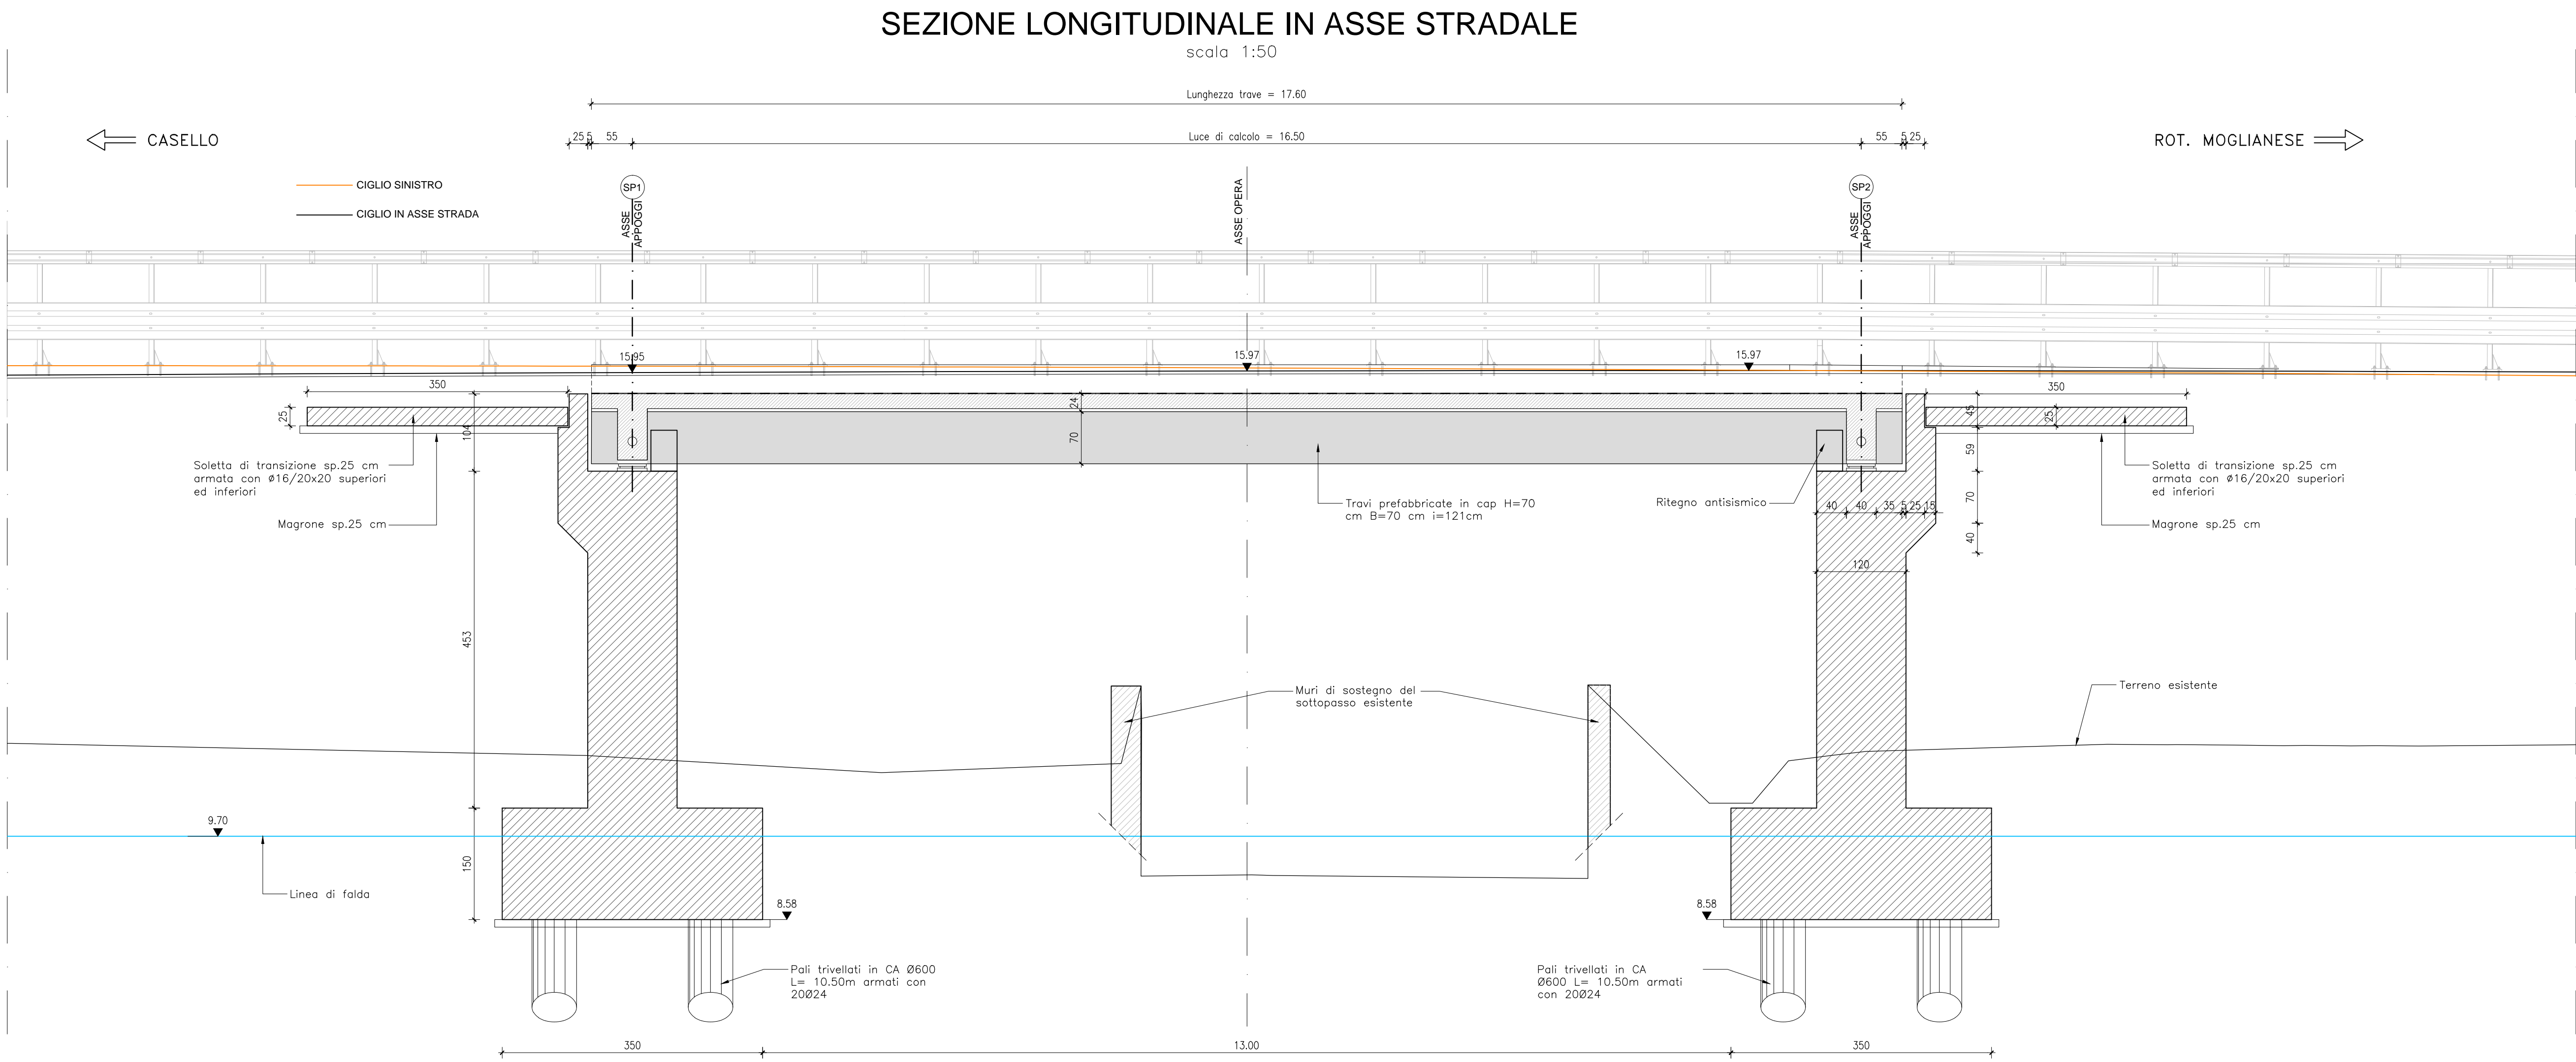 SEZIONE LONGITUDINALE IN ASSE STRADALE
scala 1:50
Lunghezza trave = 17.60
25 5 55
Luce di calcolo = 16.50
55 5 25
CASELLO
ROT. MOGLIANESE
CIGLIO SINISTRO
CIGLIO IN ASSE STRADA
SP1
ASSE
APPOGGI
ASSE OPERA
SP2
ASSE
APPOGGI
15.95
15.97
15.97
350
25
104
24
70
45
59
70
40
350
25
Soletta di transizione sp.25 cm
armata con ø16/20x20 superiori
ed inferiori
Magrone sp.25 cm
Travi prefabbricate in cap H=70
cm B=70 cm i=121cm
Ritegno antisismico
40 40 35 5 25 15
120
Soletta di transizione sp.25 cm
armata con ø16/20x20 superiori
ed inferiori
Magrone sp.25 cm
453
Muri di sostegno del
sottopasso esistente
Terreno esistente
9.70
150
Linea di falda
8.58
8.58
Pali trivellati in CA Ø600
L= 10.50m armati con
20Ø24
Pali trivellati in CA
Ø600 L= 10.50m armati
con 20Ø24
350
13.00
350